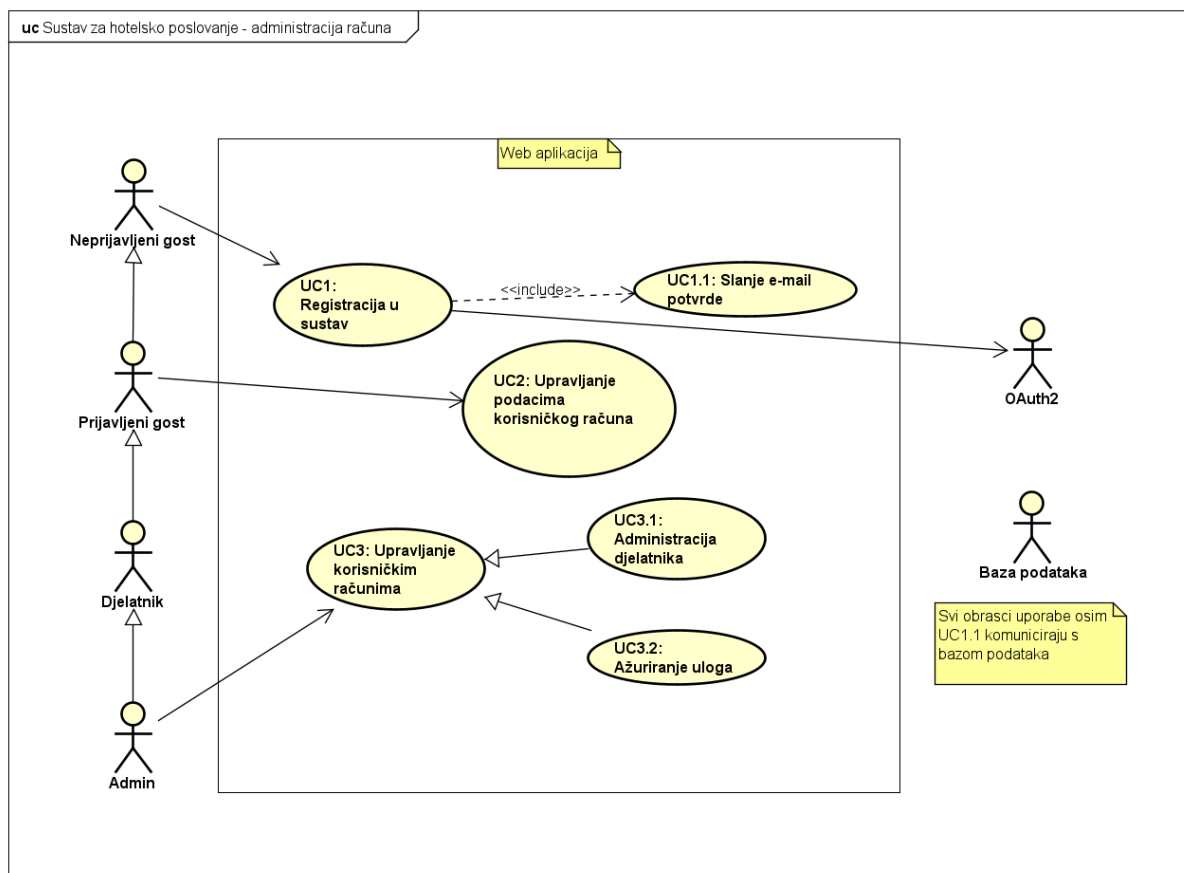 uc Sustav za hotelsko poslovanje - administracija računa
Web aplikacija
Neprijavljeni gost
UC1:
Registracija u
sustav
<<include>>
UC1.1: Slanje e-mail
potvrde
OAuth2
Prijavljeni gost
UC2: Upravljanje
podacima
korisničkog računa
Djelatnik
UC3: Upravljanje
korisničkim
računima
UC3.1:
Administracija
djelatnika
UC3.2:
Ažuriranje uloga
Baza podataka
Svi obrasci uporabe osim
UC1.1 komuniciraju s
bazom podataka
Admin